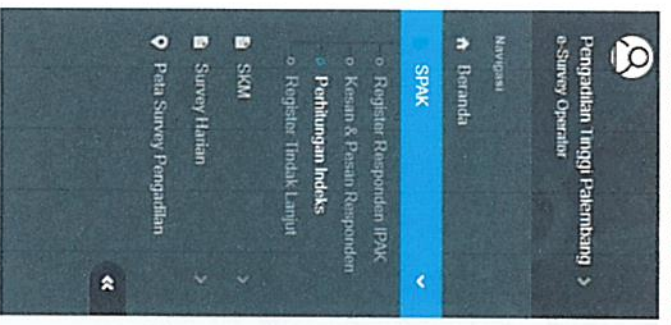 Pengadilan Tinggi Palembang
e-Survey Operator
Navigasi
Beranda
SPAK
Register Responden IPAK
Kesan & Pesan Responden
Perhitungan Indeks
Register Tindak Lanjut
SKM
Survey Harian
Peta Survey Pengadilan